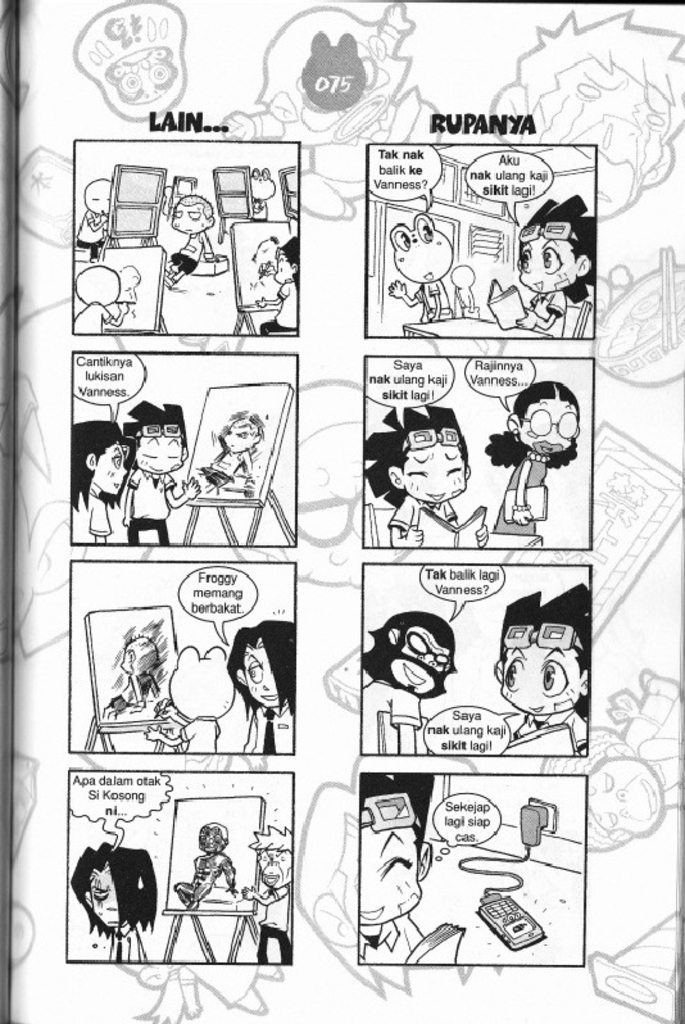 075
LAIN...
Cantiknya
lukisan
Vanness.
Froggy
memang
berbakat.
Apa dalam otak
Si Kosong
ni...
RUPANYA
Tak nak
balik ke
Vanness?
Aku
nak ulang kaji
sikit lagi!
Saya
nak ulang kaji
sikit lagi!
Rajinnya
Vanness...
Tak balik lagi
Vanness?
Saya
nak ulang kaji
sikit lagi!
Sekejap
lagi siap
cas.